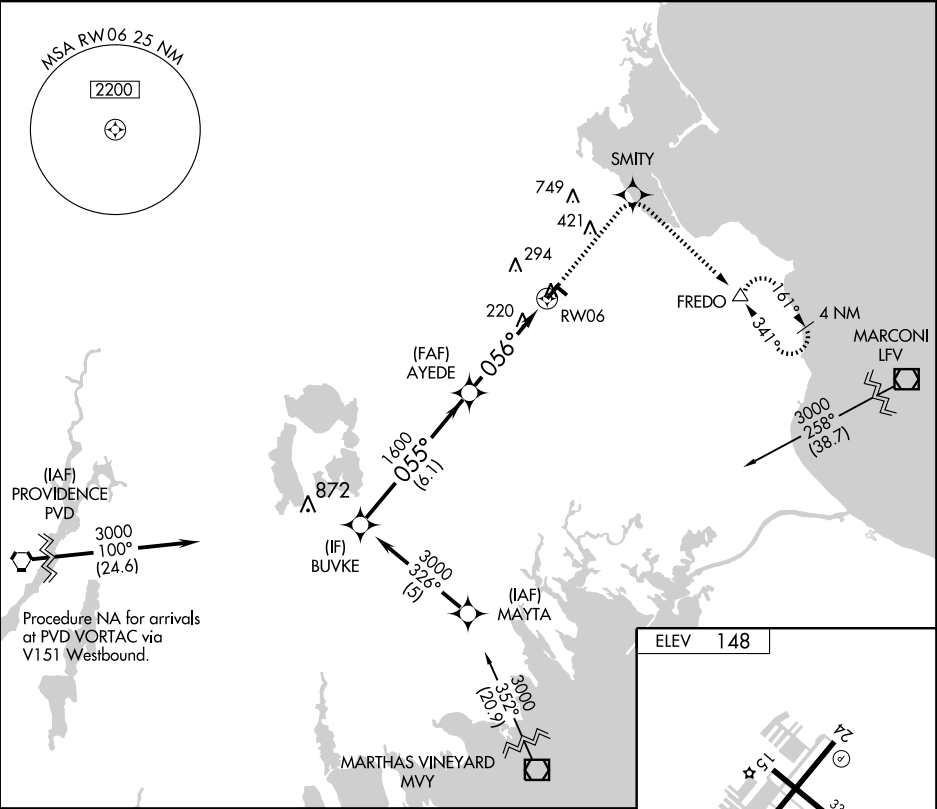 MSA RW06 25 NM
2200
SMITY
749
421
294
220
RW06
FREDO
161°
341°
4 NM
MARCONI
LFV
3000
258°
(38.7)
(FAF)
AYEDE
056°
1600
055°
(6.1)
872
(IF)
BUVKE
(IAF)
PROVIDENCE
PVD
3000
100°
(24.6)
Procedure NA for arrivals
at PVD VORTAC via
V151 Westbound.
3000
326°
(5)
(IAF)
MAYTA
3000
352°
(20.9)
MARTHAS VINEYARD
MVY
ELEV 148
24
P
15
33